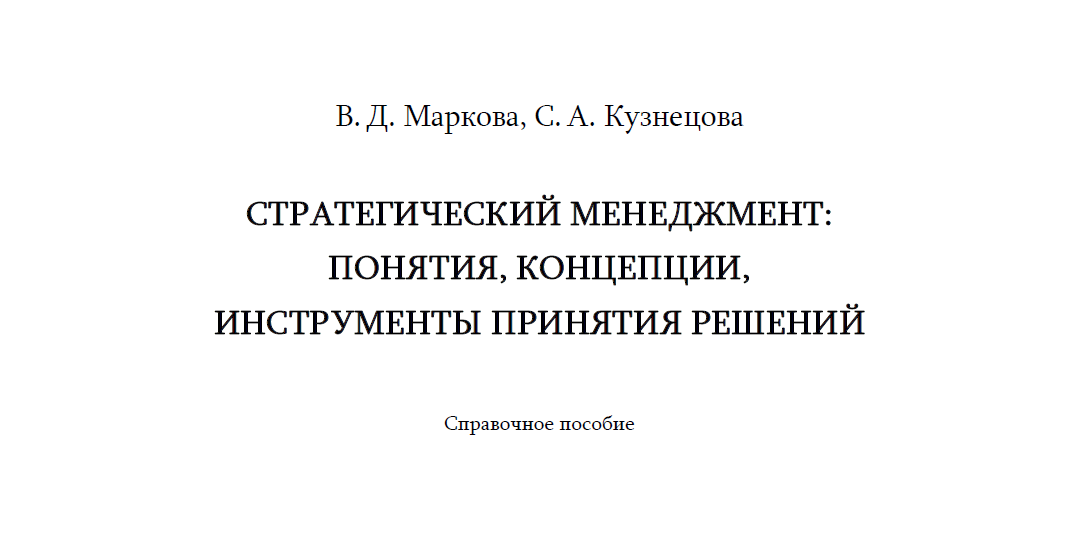 В. Д. Маркова, С. А. Кузнецова
СТРАТЕГИЧЕСКИЙ МЕНЕДЖМЕНТ:
ПОНЯТИЯ, КОНЦЕПЦИИ,
ИНСТРУМЕНТЫ ПРИНЯТИЯ РЕШЕНИЙ
Справочное пособие